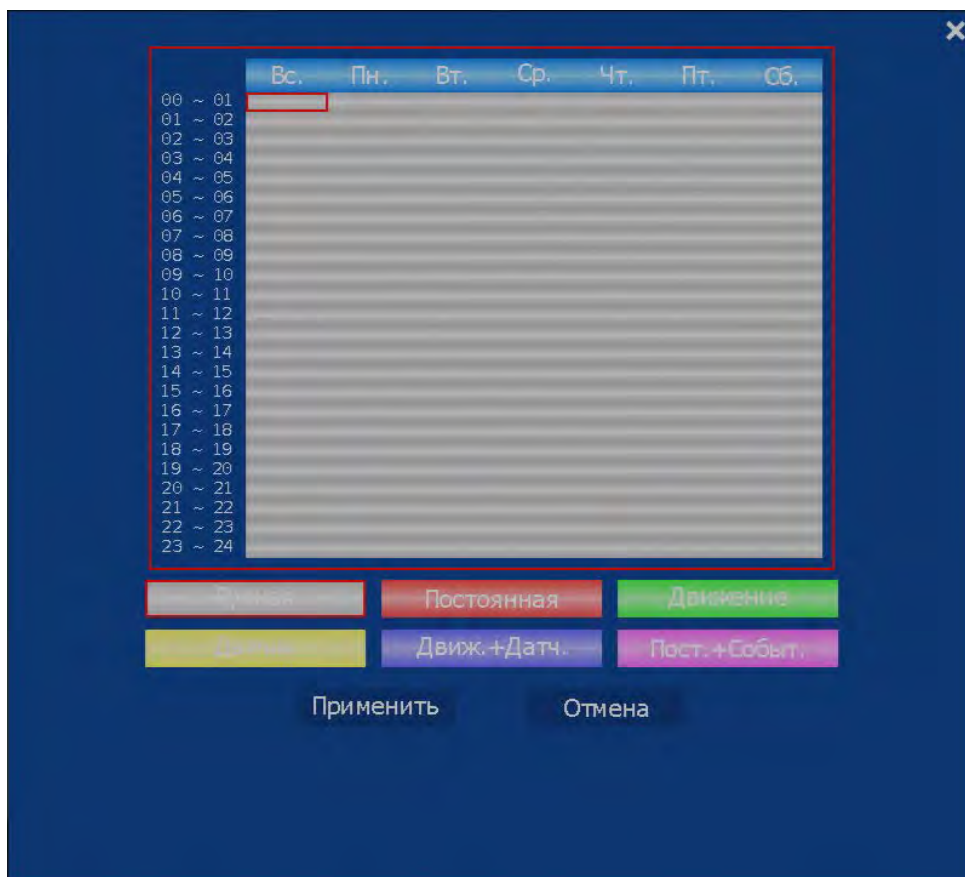 ×
Вс. Пн. Вт. Ср. Чт. Пт. Сб.
00 ~ 01
01 ~ 02
02 ~ 03
03 ~ 04
04 ~ 05
05 ~ 06
06 ~ 07
07 ~ 08
08 ~ 09
09 ~ 10
10 ~ 11
11 ~ 12
12 ~ 13
13 ~ 14
14 ~ 15
15 ~ 16
16 ~ 17
17 ~ 18
18 ~ 19
19 ~ 20
20 ~ 21
21 ~ 22
22 ~ 23
23 ~ 24
Постоянная Движение
Движ.+Датч. Пост.+Событ.
Применить Отмена